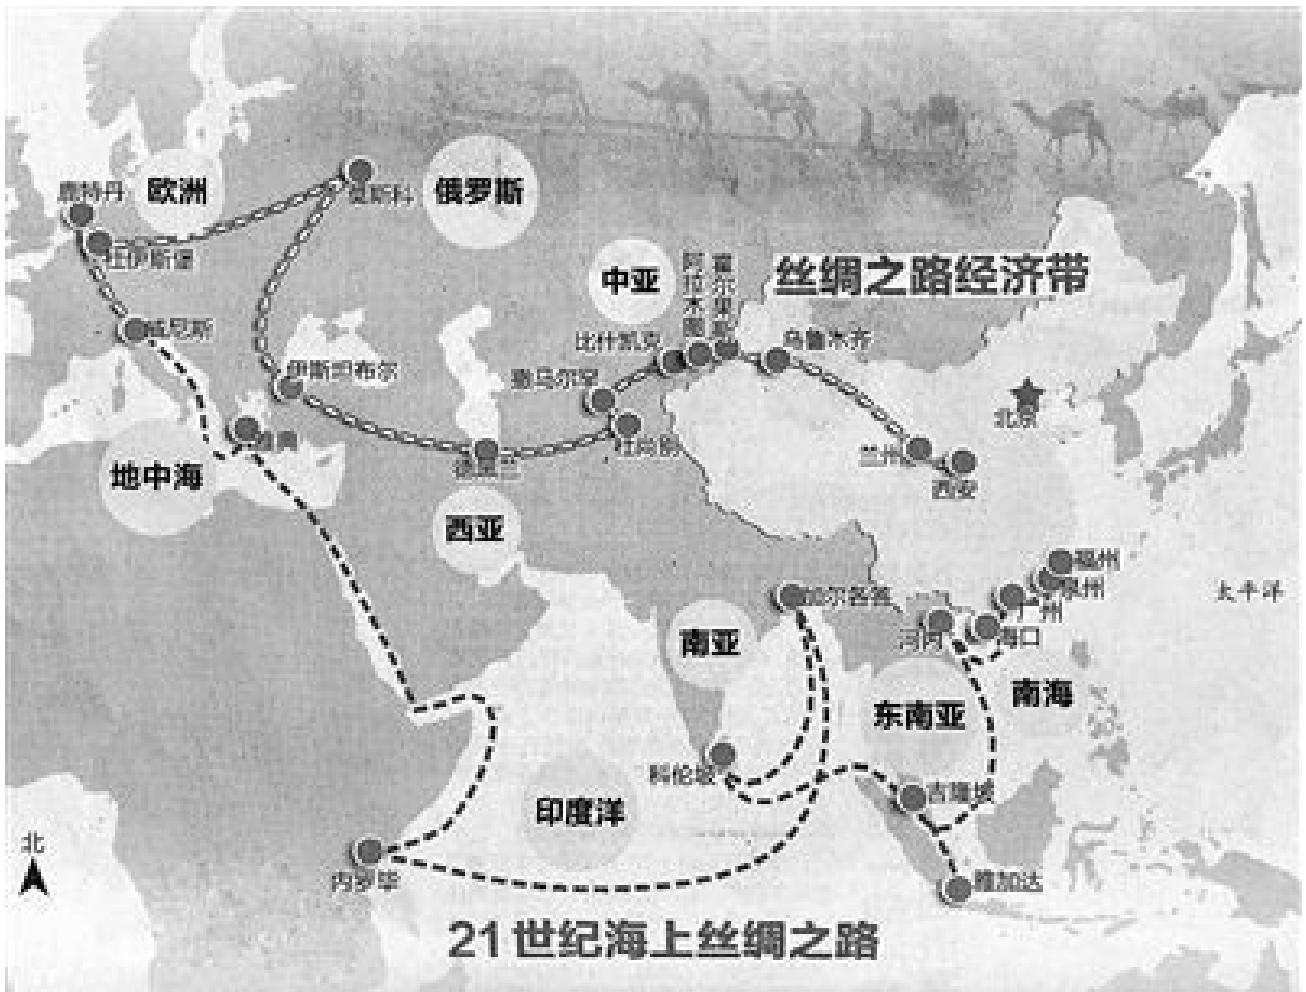 鹿特丹
欧洲
莫斯科
俄罗斯
杜伊斯堡
中亚
阿拉木图
霍尔果斯
丝绸之路经济带
威尼斯
比什凯克
乌鲁木齐
伊斯坦布尔
撒马尔罕
北京
雅典
杜尚别
兰州
西安
地中海
德黑兰
西亚
福州
泉州
太平洋
加尔各答
广州
河内
海口
南亚
南海
东南亚
科伦坡
吉隆坡
印度洋
北
内罗毕
雅加达
21世纪海上丝绸之路